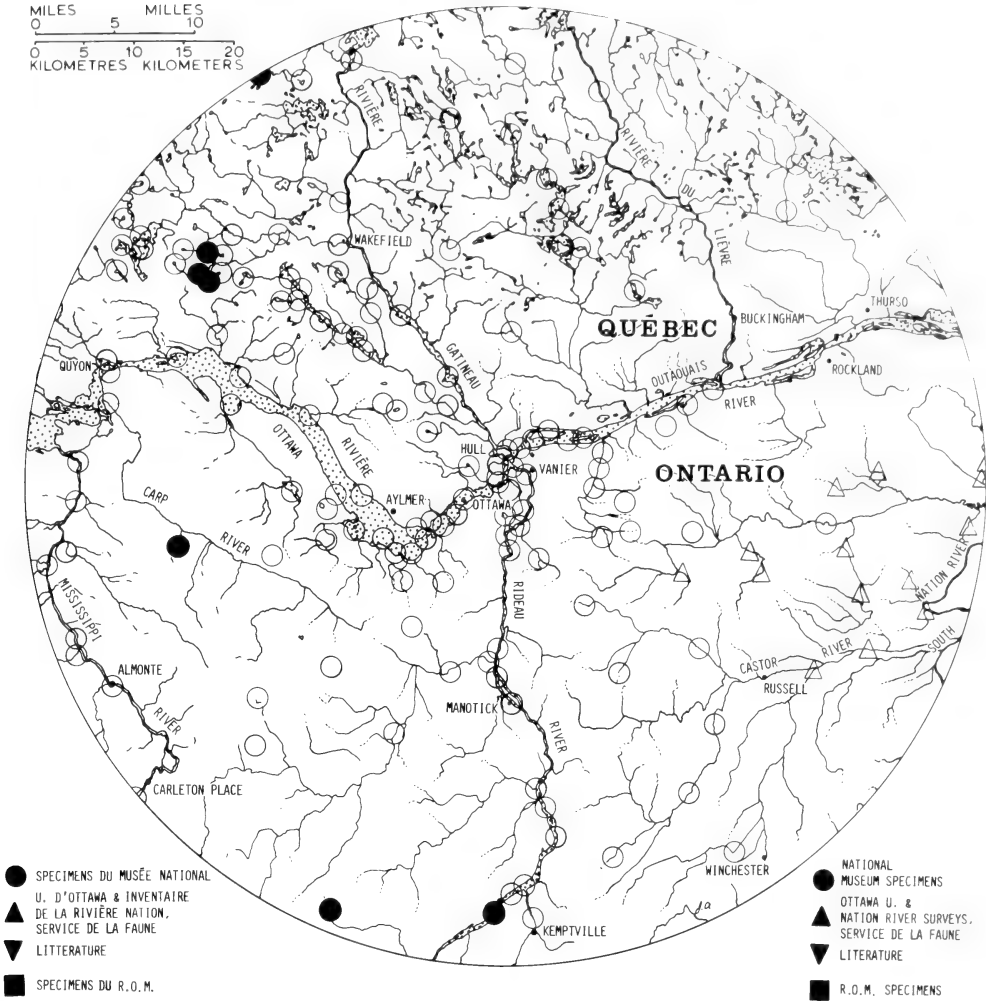 MILES MILLES
0 5 10
0 5 10 15 20
KILOMÈTRES KILOMETERS
RIVIÈRE
RIVIÈRE
DU
LIÈVRE
WAKEFIELD
THURSO
QUÉBEC
BUCKINGHAM
GATINEAU
QUYON
OUTAOUAIS
ROCKLAND
RIVER
OTTAWA
RIVIÈRE
HULL
VANIER
ONTARIO
CARP
AYLMER
OTTAWA
RIVER
NATION RIVER
MISSISSIPPI
RIDEAU
SOUTH
ALMONTE
CASTOR
RIVER
RUSSELL
RIVER
MANOTICK
RIVER
CARLETON PLACE
WINCHESTER
KEMPTVILLE
SPECIMENS DU MUSÉE NATIONAL
U. D'OTTAWA & INVENTAIRE
DE LA RIVIÈRE NATION,
SERVICE DE LA FAUNE
LITTERATURE
SPECIMENS DU R.O.M.
NATIONAL
MUSEUM SPECIMENS
OTTAWA U. &
NATION RIVER SURVEYS,
SERVICE DE LA FAUNE
LITERATURE
R.O.M. SPECIMENS